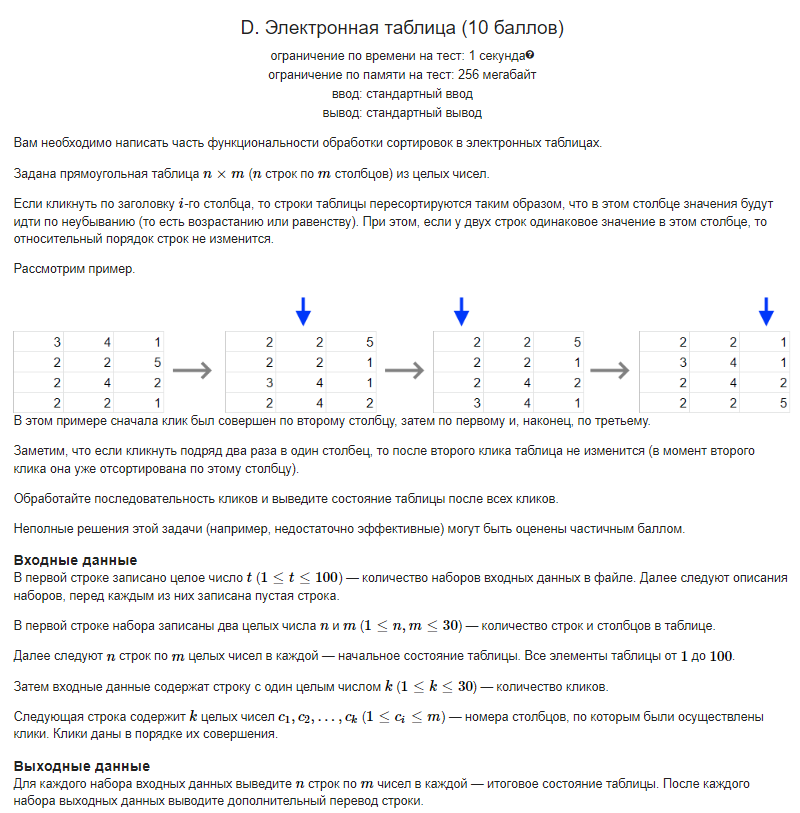 D. Электронная таблица (10 баллов)
ограничение по времени на тест: 1 секунда?
ограничение по памяти на тест: 256 мегабайт
ввод: стандартный ввод
вывод: стандартный вывод
Вам необходимо написать часть функциональности обработки сортировок в электронных таблицах.
Задана прямоугольная таблица n × m (n строк по m столбцов) из целых чисел.
Если кликнуть по заголовку i-го столбца, то строки таблицы пересортируются таким образом, что в этом столбце значения будут
идти по неубыванию (то есть возрастанию или равенству). При этом, если у двух строк одинаковое значение в этом столбце, то
относительный порядок строк не изменится.
Рассмотрим пример.
3 4 1 2 2 5 2 2 5 2 2 1
2 2 5 2 2 1 2 2 1 3 4 1
2 4 2 3 4 1 2 4 2 2 4 2
2 2 1 2 4 2 3 4 1 2 2 5
В этом примере сначала клик был совершен по второму столбцу, затем по первому и, наконец, по третьему.
Заметим, что если кликнуть подряд два раза в один столбец, то после второго клика таблица не изменится (в момент второго
клика она уже отсортирована по этому столбцу).
Обработайте последовательность кликов и выведите состояние таблицы после всех кликов.
Неполные решения этой задачи (например, недостаточно эффективные) могут быть оценены частичным баллом.
Входные данные
В первой строке записано целое число t (1 ≤ t ≤ 100) — количество наборов входных данных в файле. Далее следуют описания
наборов, перед каждым из них записана пустая строка.
В первой строке набора записаны два целых числа n и m (1 ≤ n, m ≤ 30) — количество строк и столбцов в таблице.
Далее следуют n строк по m целых чисел в каждой — начальное состояние таблицы. Все элементы таблицы от 1 до 100.
Затем входные данные содержат строку с один целым числом k (1 ≤ k ≤ 30) — количество кликов.
Следующая строка содержит k целых чисел c₁, c₂, . . . , cₖ (1 ≤ cᵢ ≤ m) — номера столбцов, по которым были осуществлены
клики. Клики даны в порядке их совершения.
Выходные данные
Для каждого набора входных данных выведите n строк по m чисел в каждой — итоговое состояние таблицы. После каждого
набора выходных данных выводите дополнительный перевод строки.